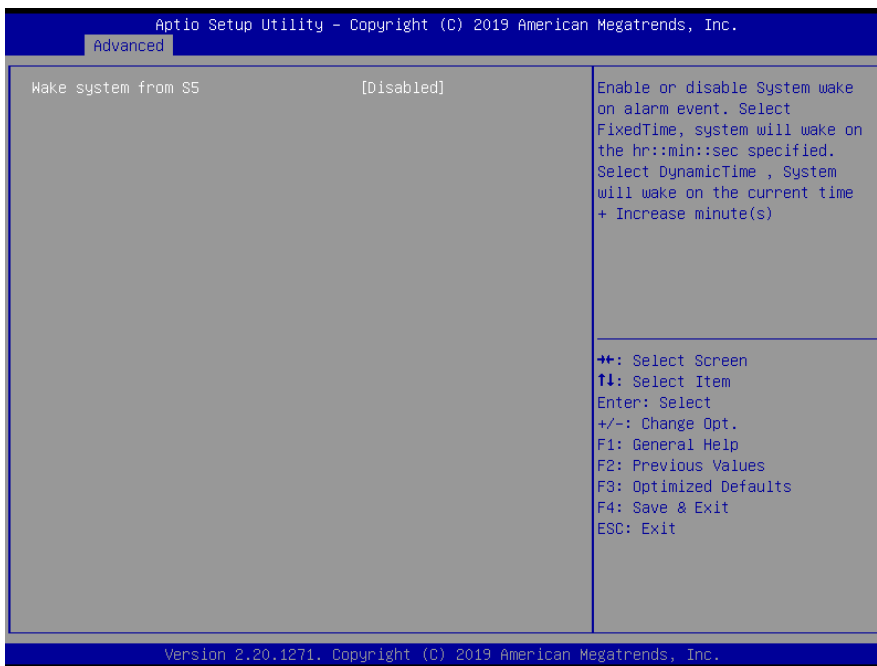 Aptio Setup Utility – Copyright (C) 2019 American Megatrends, Inc.
Advanced
Wake system from S5 [Disabled]
Enable or disable System wake
on alarm event. Select
FixedTime, system will wake on
the hr::min::sec specified.
Select DynamicTime , System
will wake on the current time
+ Increase minute(s)
→←: Select Screen
↑↓: Select Item
Enter: Select
+/-: Change Opt.
F1: General Help
F2: Previous Values
F3: Optimized Defaults
F4: Save & Exit
ESC: Exit
Version 2.20.1271. Copyright (C) 2019 American Megatrends, Inc.